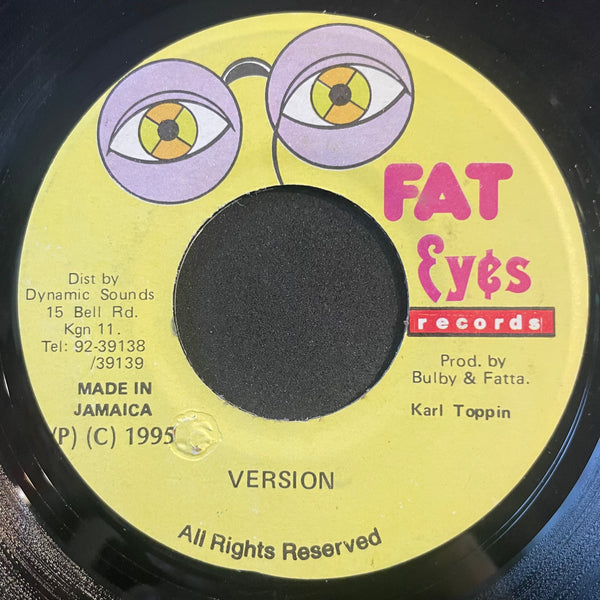 FAT
Ey¢s
records
Dist by
Dynamic Sounds
15 Bell Rd.
Kgn 11.
Tel: 92-39138
/39139
MADE IN
JAMAICA
(P) (C) 1995
Prod. by
Bulby & Fatta.
Karl Toppin
VERSION
All Rights Reserved